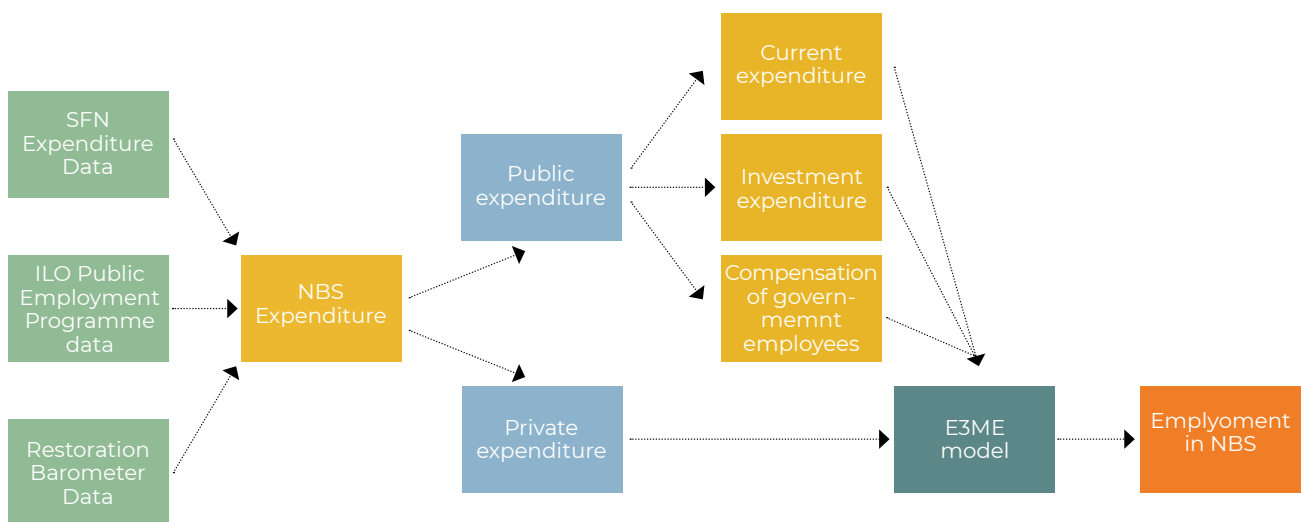 SFN
Expenditure
Data
ILO Public
Employment
Programme
data
Restoration
Barometer
Data
NBS
Expenditure
Public
expenditure
Private
expenditure
Current
expenditure
Investment
expenditure
Compensation
of govern-
memnt
employees
E3ME
model
Emplyoment
in NBS